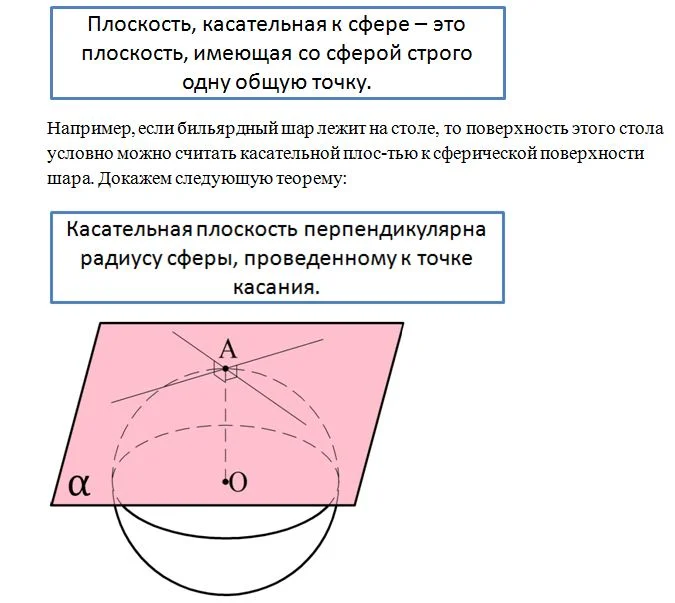 Плоскость, касательная к сфере – это
плоскость, имеющая со сферой строго
одну общую точку.
Например, если бильярдный шар лежит на столе, то поверхность этого стола
условно можно считать касательной плос-тью к сферической поверхности
шара. Докажем следующую теорему:
Касательная плоскость перпендикулярна
радиусу сферы, проведенному к точке
касания.
A
O
α